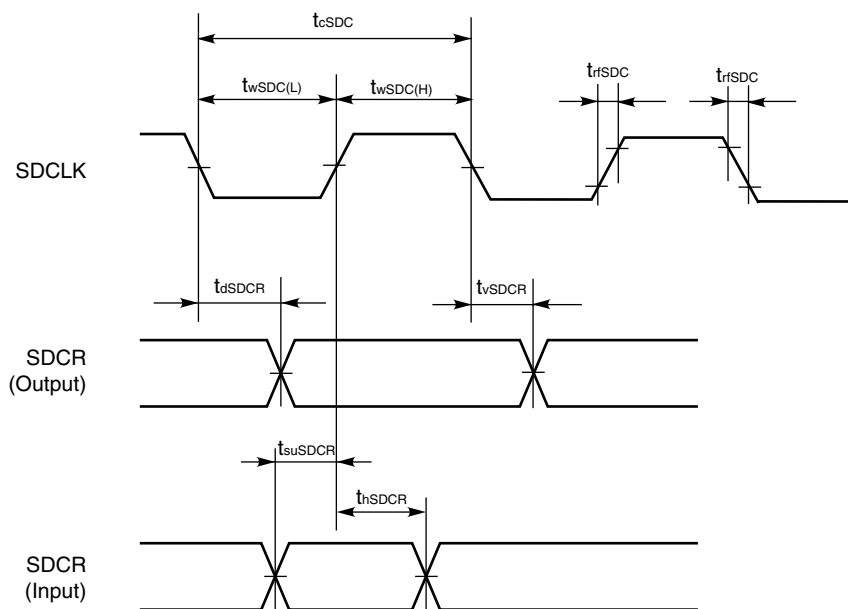 tcSDC
twSDC(L) twSDC(H) trfSDC trfSDC
SDCLK
tdSDCR tvSDCR
SDCR
(Output)
tsuSDCR
thSDCR
SDCR
(Input)